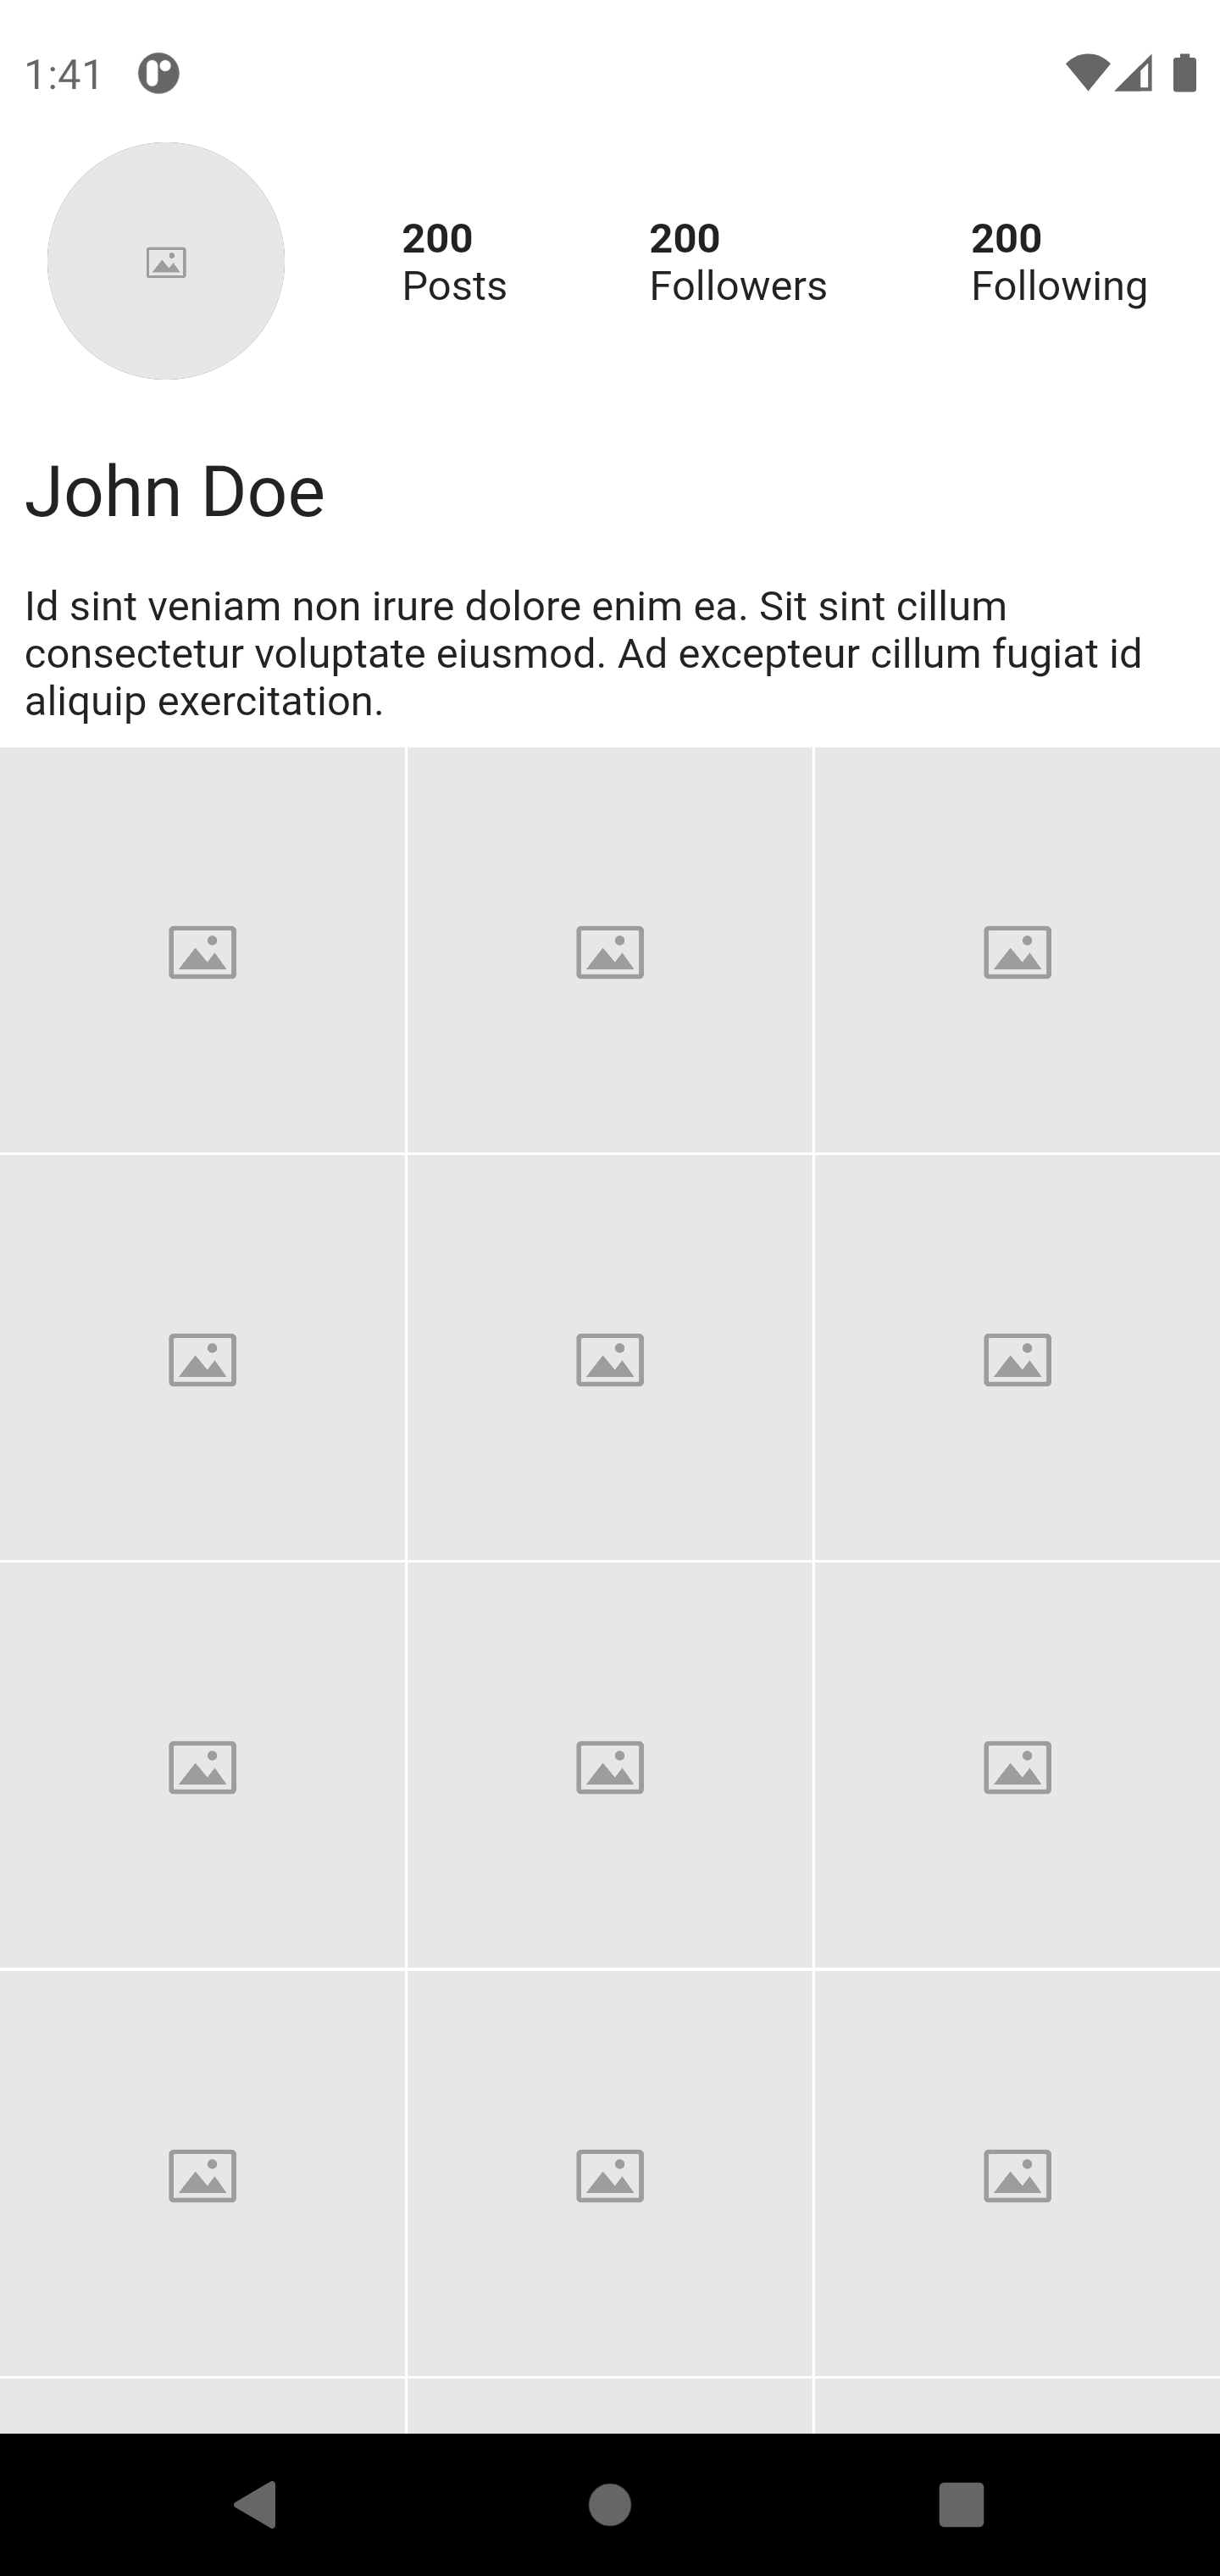 1:41
200 200 200
Posts Followers Following
John Doe
Id sint veniam non irure dolore enim ea. Sit sint cillum
consectetur voluptate eiusmod. Ad excepteur cillum fugiat id
aliquip exercitation.